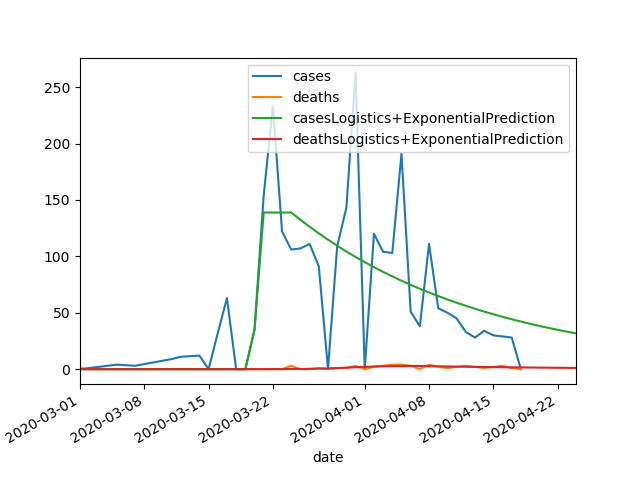 cases
deaths
casesLogistics+ExponentialPrediction
deathsLogistics+ExponentialPrediction
250
200
150
100
50
0
2020-03-01
2020-03-08
2020-03-15
2020-03-22
2020-04-01
2020-04-08
2020-04-15
2020-04-22
date